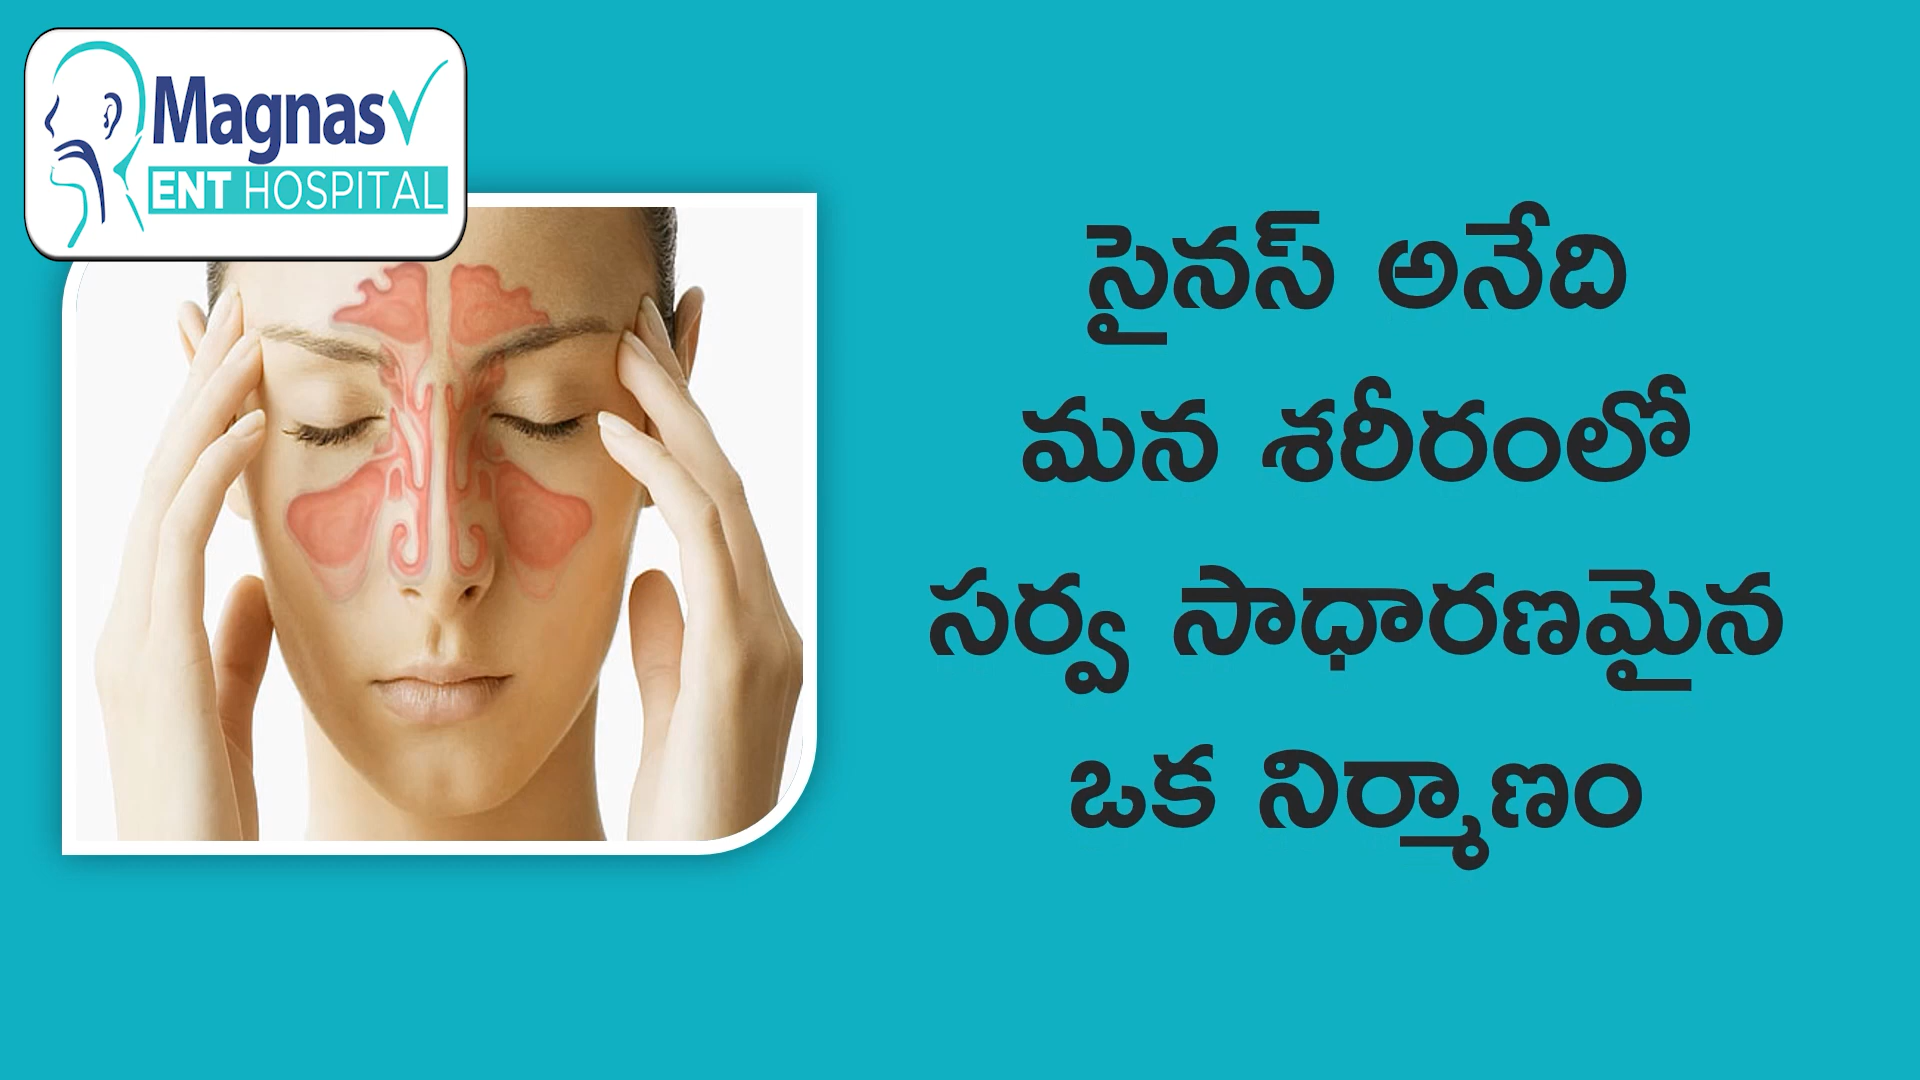 Magnas
ENT HOSPITAL
సైనస్ అనేది
మన శరీరంలో
సర్వ సాధారణమైన
ఒక నిర్మాణం